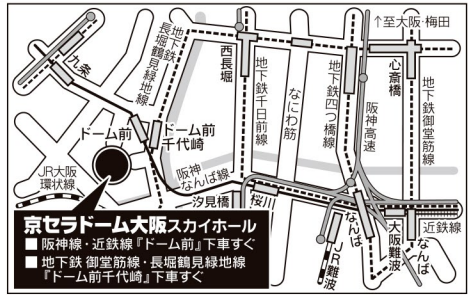 ↑至大阪・梅田
九条
地下鉄
長堀鶴見緑地線
西長堀
心斎橋
地下鉄千日前線
なにわ筋
地下鉄四つ橋線
阪神高速
地下鉄御堂筋線
ドーム前
ドーム前
千代崎
JR大阪
環状線
阪神
なんば線
汐見橋
桜川
なんば
大阪
難波
近鉄線
なんば
JR難波
京セラドーム大阪スカイホール
■ 阪神線・近鉄線『ドーム前』下車すぐ
■ 地下鉄 御堂筋線・長堀鶴見緑地線
『ドーム前千代崎』下車すぐ